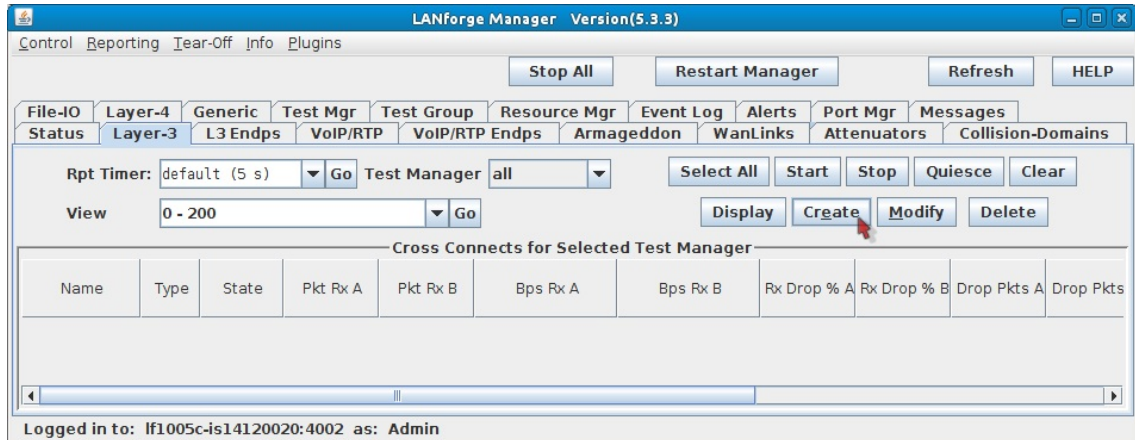 LANforge Manager Version(5.3.3)
Control Reporting Tear-Off Info Plugins
Stop All Restart Manager Refresh HELP
File-IO Layer-4 Generic Test Mgr Test Group Resource Mgr Event Log Alerts Port Mgr Messages
Status Layer-3 L3 Endps VoIP/RTP VoIP/RTP Endps Armageddon WanLinks Attenuators Collision-Domains
Rpt Timer: default (5 s) Go Test Manager all Select All Start Stop Quiesce Clear
View 0 - 200 Go Display Create Modify Delete
Cross Connects for Selected Test Manager
Name Type State Pkt Rx A Pkt Rx B Bps Rx A Bps Rx B Rx Drop % A Rx Drop % B Drop Pkts A Drop Pkts
Logged in to: lf1005c-is14120020:4002 as: Admin